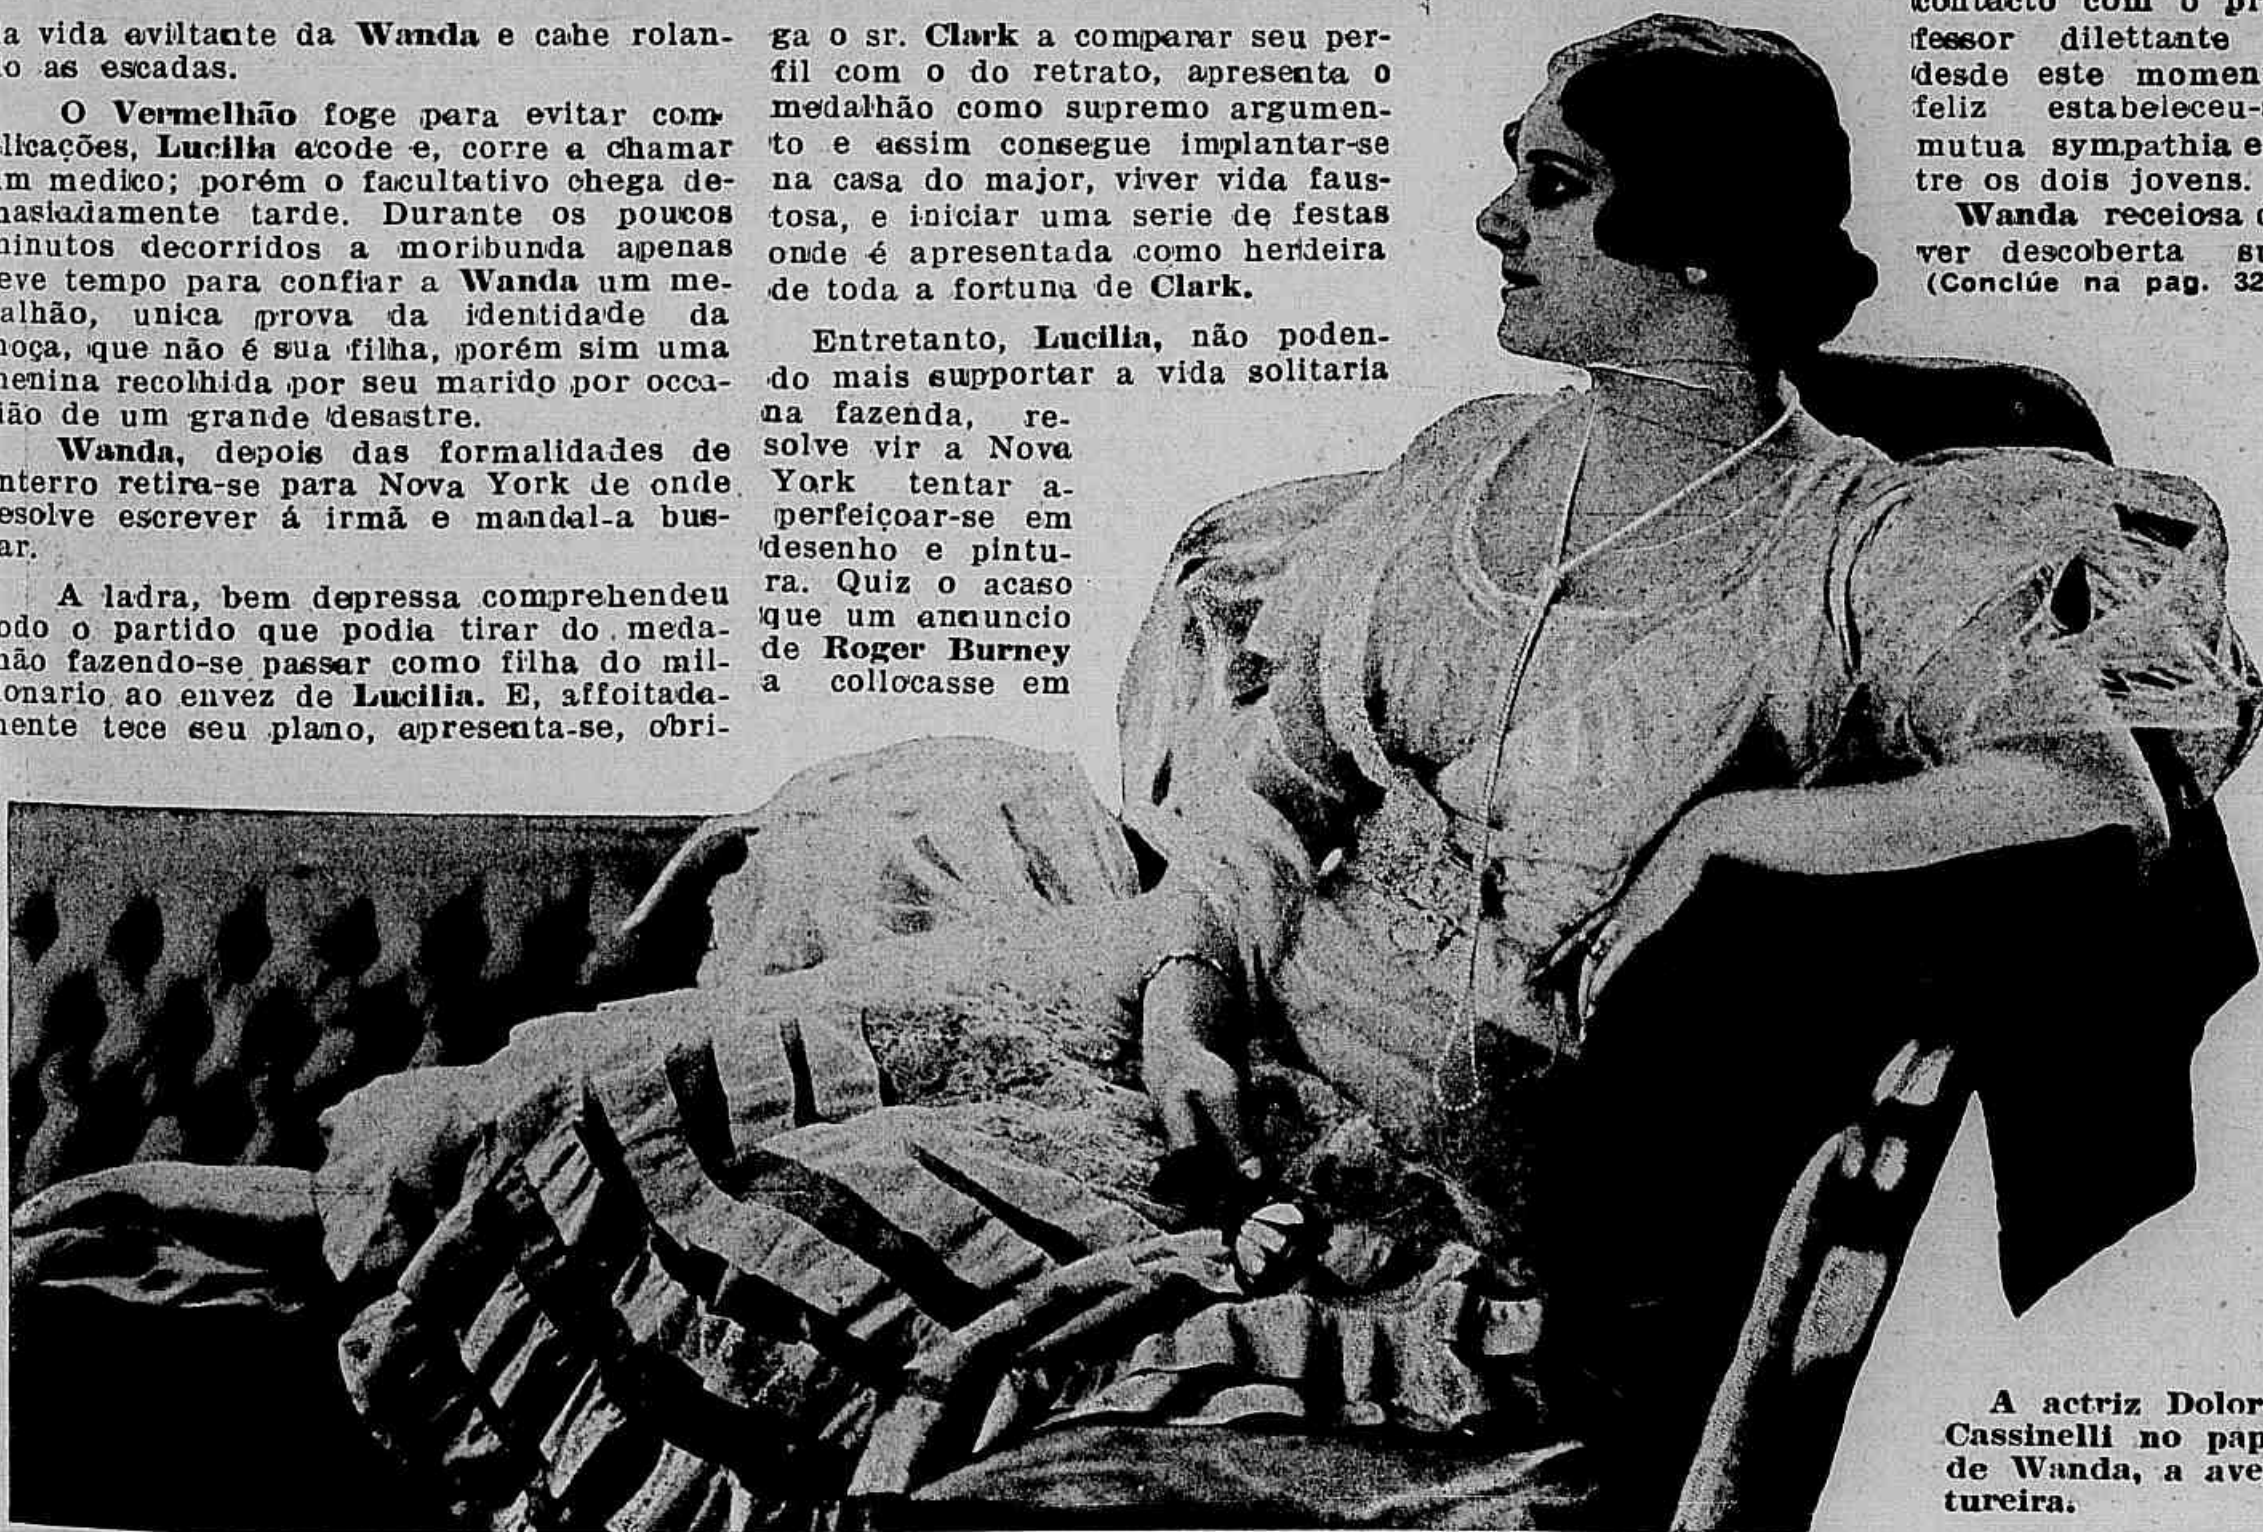 a vida aviltante da Wanda e cahe rolan-
o as escadas.
O Vermelhão foge para evitar com-
licações, Lucilia acode e, corre a chamar
m medico; porém o facultativo chega de-
masiadamente tarde. Durante os poucos
minutos decorridos a moribunda apenas
eve tempo para confiar a Wanda um me-
alhão, unica prova da identidade da
moça, que não é sua filha, porém sim uma
menina recolhida por seu marido por occa-
ião de um grande desastre.
Wanda, depois das formalidades de
nterro retira-se para Nova York de onde
esolve escrever á irmã e mandal-a bus-
ar.
A ladra, bem depressa comprehendeu
odo o partido que podia tirar do meda-
hão fazendo-se passar como filha do mil-
ionario ao envez de Lucilia. E, affoitada-
mente tece seu plano, apresenta-se, obri-
ga o sr. Clark a comparar seu per-
fil com o do retrato, apresenta o
medalhão como supremo argumen-
to e assim consegue implantar-se
na casa do major, viver vida faus-
tosa, e iniciar uma serie de festas
onde é apresentada como herdeira
de toda a fortuna de Clark.
Entretanto, Lucilia, não poden-
do mais supportar a vida solitaria
na fazenda, re-
solve vir a Nova
York tentar a-
perfeiçoar-se em
desenho e pintu-
ra. Quiz o acaso
que um annuncio
de Roger Burney
a collocasse em
contacto com o pr
fessor dilettante
desde este momen
feliz estabeleceu-
mutua sympathia e
tre os dois jovens.
Wanda receiosa
ver descoberta su
(Conclúe na pag. 32
A actriz Dolor
Cassinelli no pap
de Wanda, a ave
tureira.